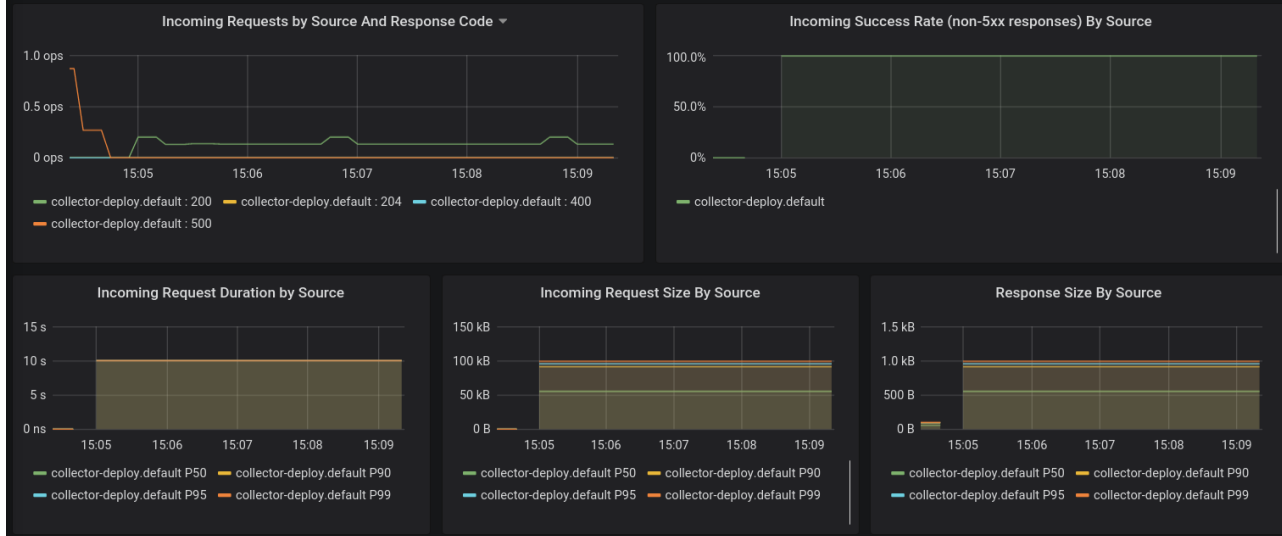 Incoming Requests by Source And Response Code
1.0 ops
0.5 ops
0 ops
15:05 15:06 15:07 15:08 15:09
collector-deploy.default : 200 collector-deploy.default : 204 collector-deploy.default : 400
collector-deploy.default : 500
Incoming Success Rate (non-5xx responses) By Source
100.0%
50.0%
0%
15:05 15:06 15:07 15:08 15:09
collector-deploy.default
Incoming Request Duration by Source
15 s
10 s
5 s
0 ns
15:05 15:06 15:07 15:08 15:09
collector-deploy.default P50 collector-deploy.default P90
collector-deploy.default P95 collector-deploy.default P99
Incoming Request Size By Source
150 kB
100 kB
50 kB
0 B
15:05 15:06 15:07 15:08 15:09
collector-deploy.default P50 collector-deploy.default P90
collector-deploy.default P95 collector-deploy.default P99
Response Size By Source
1.5 kB
1.0 kB
500 B
0 B
15:05 15:06 15:07 15:08 15:09
collector-deploy.default P50 collector-deploy.default P90
collector-deploy.default P95 collector-deploy.default P99